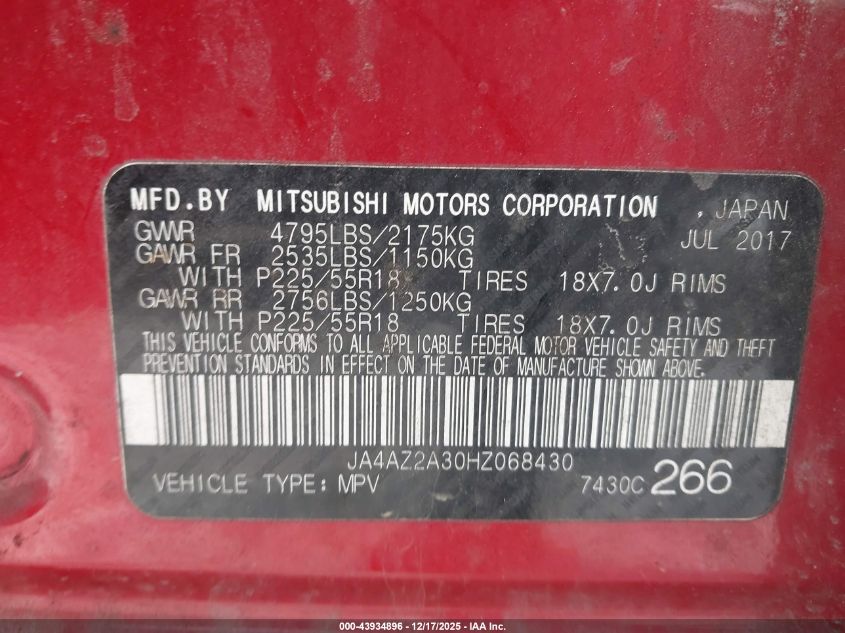 MFD.BY MITSUBISHI MOTORS CORPORATION , JAPAN
GVWR 4795LBS/2175KG JUL 2017
GAWR FR 2535LBS/1150KG
WITH P225/55R18 TIRES 18X7.0J RIMS
GAWR RR 2756LBS/1250KG
WITH P225/55R18 TIRES 18X7.0J RIMS
THIS VEHICLE CONFORMS TO ALL APPLICABLE FEDERAL MOTOR VEHICLE SAFETY AND THEFT
PREVENTION STANDARDS IN EFFECT ON THE DATE OF MANUFACTURE SHOWN ABOVE.
JA4AZ2A30HZ068430
VEHICLE TYPE: MPV 7430C 266
000-43934896 - 12/17/2025 - IAA Inc.